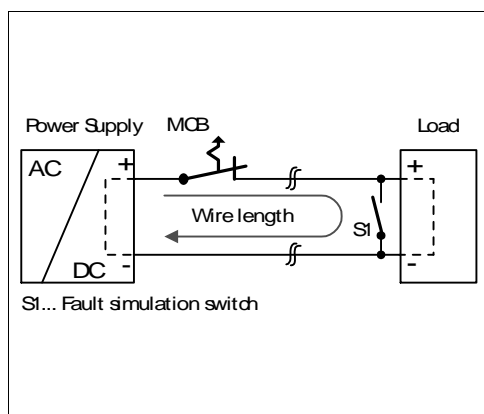 Power Supply MCB Load
AC + +
Wire length S1
DC - -
S1... Fault simulation switch